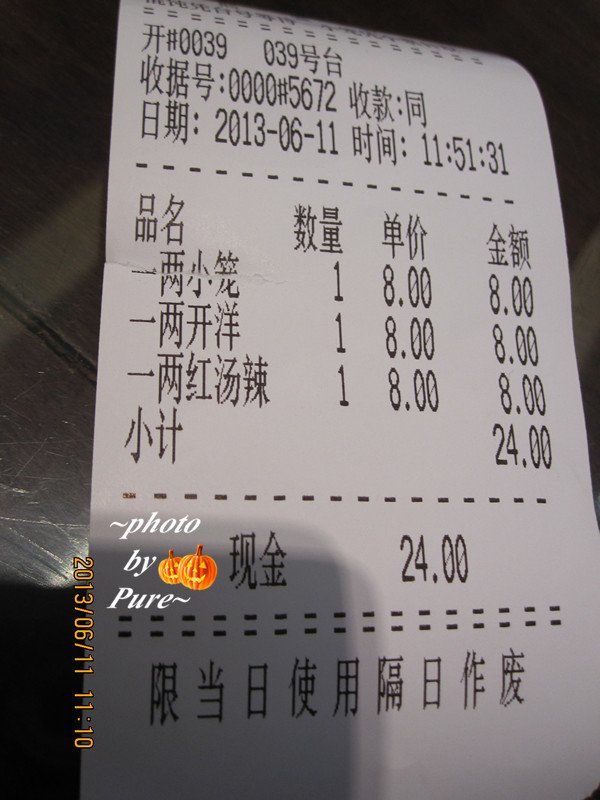 开#0039 039号台
收据号:0000#5672 收款:同
日期: 2013-06-11 时间: 11:51:31
品名 数量 单价 金额
一两小笼 1 8.00 8.00
一两开洋 1 8.00 8.00
一两红汤辣 1 8.00 8.00
小计 24.00
现金 24.00
限当日使用隔日作废
~photo
by
Pure~
2013/06/11 11:10